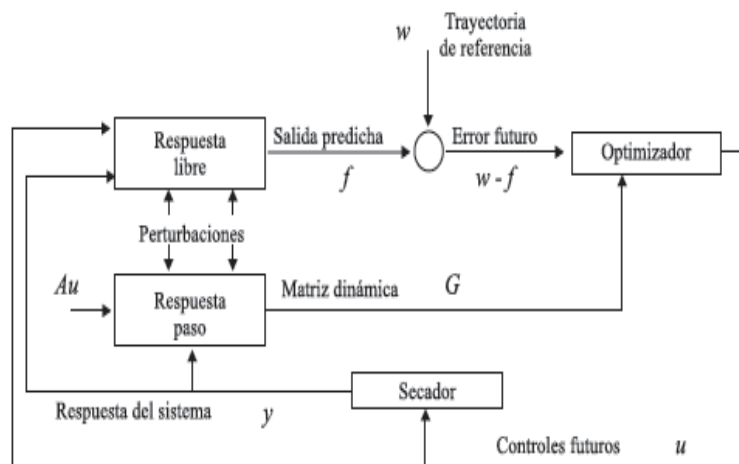 w
Trayectoria
de referencia
Respuesta
libre
Salida predicha
f
Error futuro
w - f
Optimizador
Perturbaciones
Au
Respuesta
paso
Matriz dinámica
G
Secador
Respuesta del sistema
y
Controles futuros
u